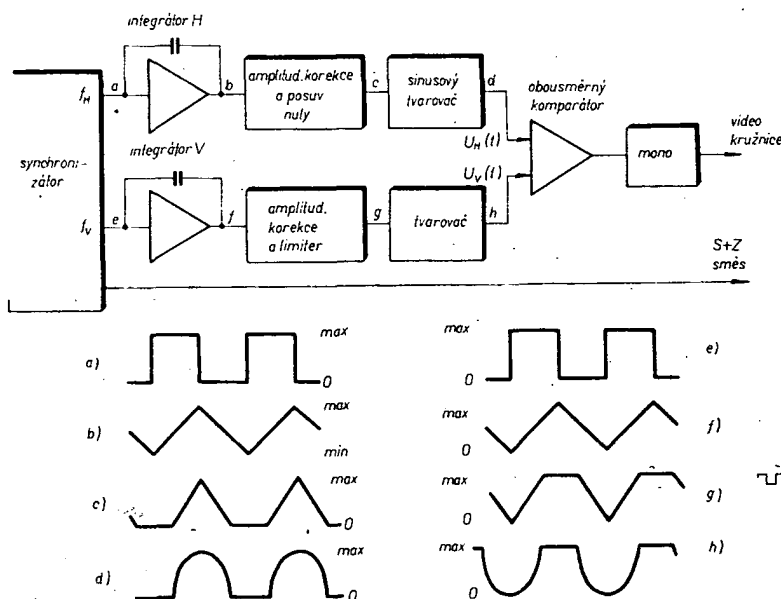 integrátor H
a
b
f_H
amplitud. korekce
a posuv
nuly
c
sinusový
tvarovač
d
obousměrný
komparátor
U_H(t)
U_V(t)
mono
video
kružnice
synchroni-
zátor
integrátor V
e
f
f_V
amplitud.
korekce
a limiter
g
tvarovač
h
S+Z
směs
a)
max
0
b)
max
min
c)
max
0
d)
max
0
max
0
e)
max
0
f)
max
0
g)
max
0
h)